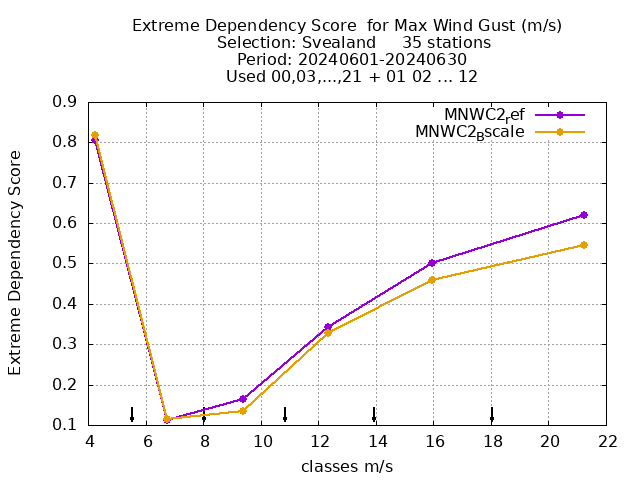 Extreme Dependency Score  for Max Wind Gust (m/s)
Selection: Svealand     35 stations
Period: 20240601-20240630
Used 00,03,...,21 + 01 02 ... 12
MNWC2ref
MNWC2Bscale
Extreme Dependency Score
0.9
0.8
0.7
0.6
0.5
0.4
0.3
0.2
0.1
4 6 8 10 12 14 16 18 20 22
classes m/s